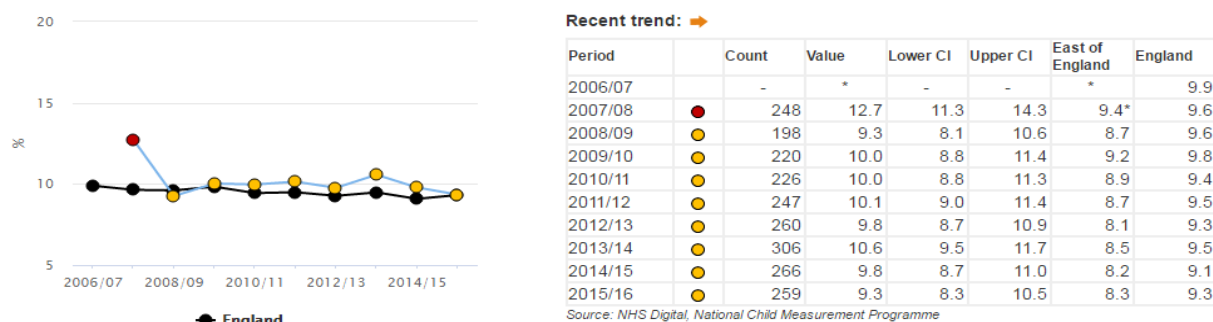 20
15
%
10
5
2006/07 2008/09 2010/11 2012/13 2014/15
England
Recent trend:
Period Count Value Lower CI Upper CI East of England England
2006/07 - * - - * 9.9
2007/08 248 12.7 11.3 14.3 9.4* 9.6
2008/09 198 9.3 8.1 10.6 8.7 9.6
2009/10 220 10.0 8.8 11.4 9.2 9.8
2010/11 226 10.0 8.8 11.3 8.9 9.4
2011/12 247 10.1 9.0 11.4 8.7 9.5
2012/13 260 9.8 8.7 10.9 8.1 9.3
2013/14 306 10.6 9.5 11.7 8.5 9.5
2014/15 266 9.8 8.7 11.0 8.2 9.1
2015/16 259 9.3 8.3 10.5 8.3 9.3
Source: NHS Digital, National Child Measurement Programme